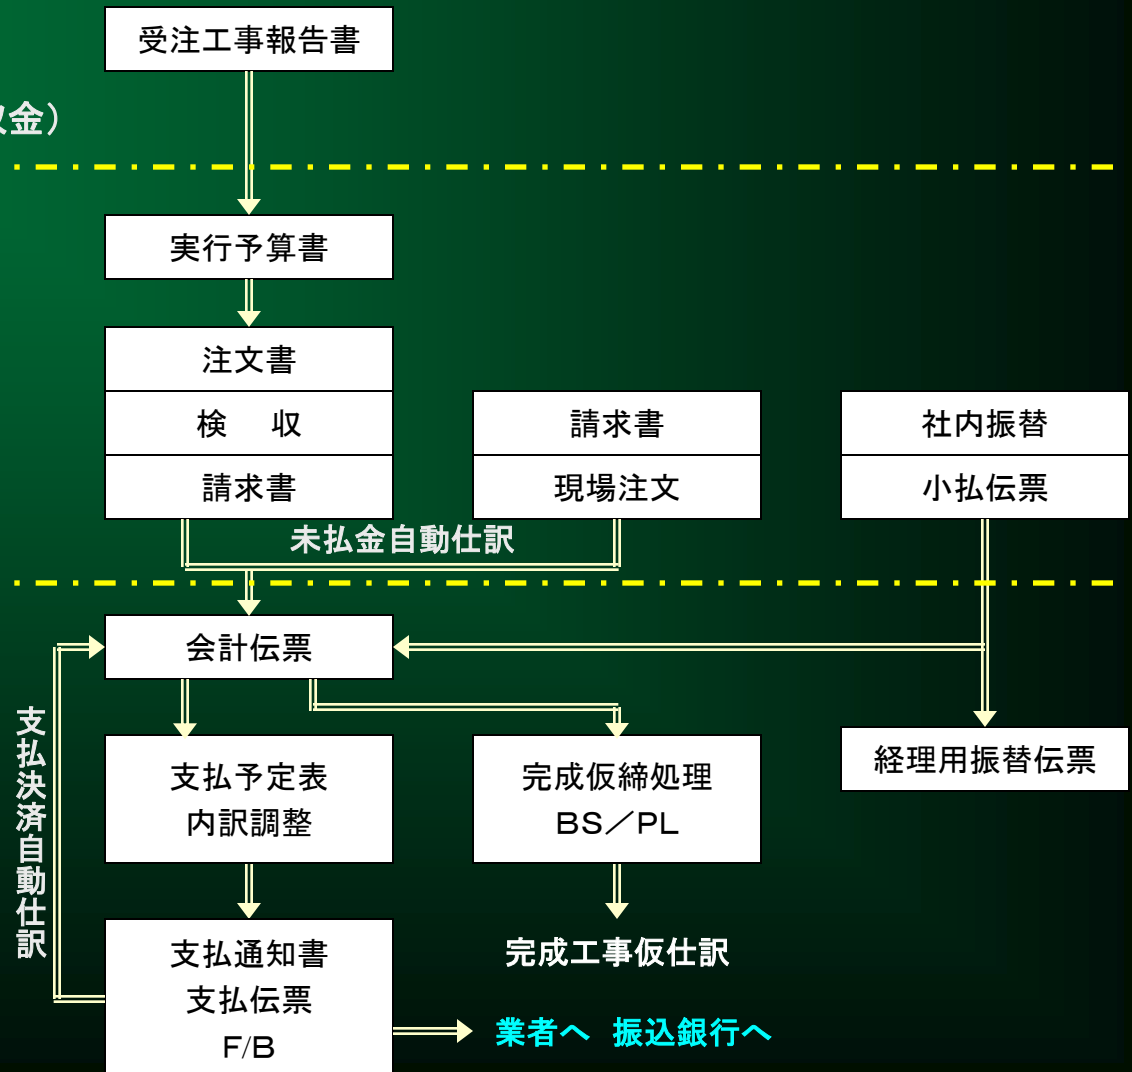 受注工事報告書
金）
実行予算書
注文書
検　収
請求書
請求書
現場注文
社内振替
小払伝票
未払金自動仕訳
会計伝票
支払決済自動仕訳
支払予定表
内訳調整
完成仮締処理
BS／PL
経理用振替伝票
支払通知書
支払伝票
F/B
完成工事仮仕訳
業者へ　振込銀行へ